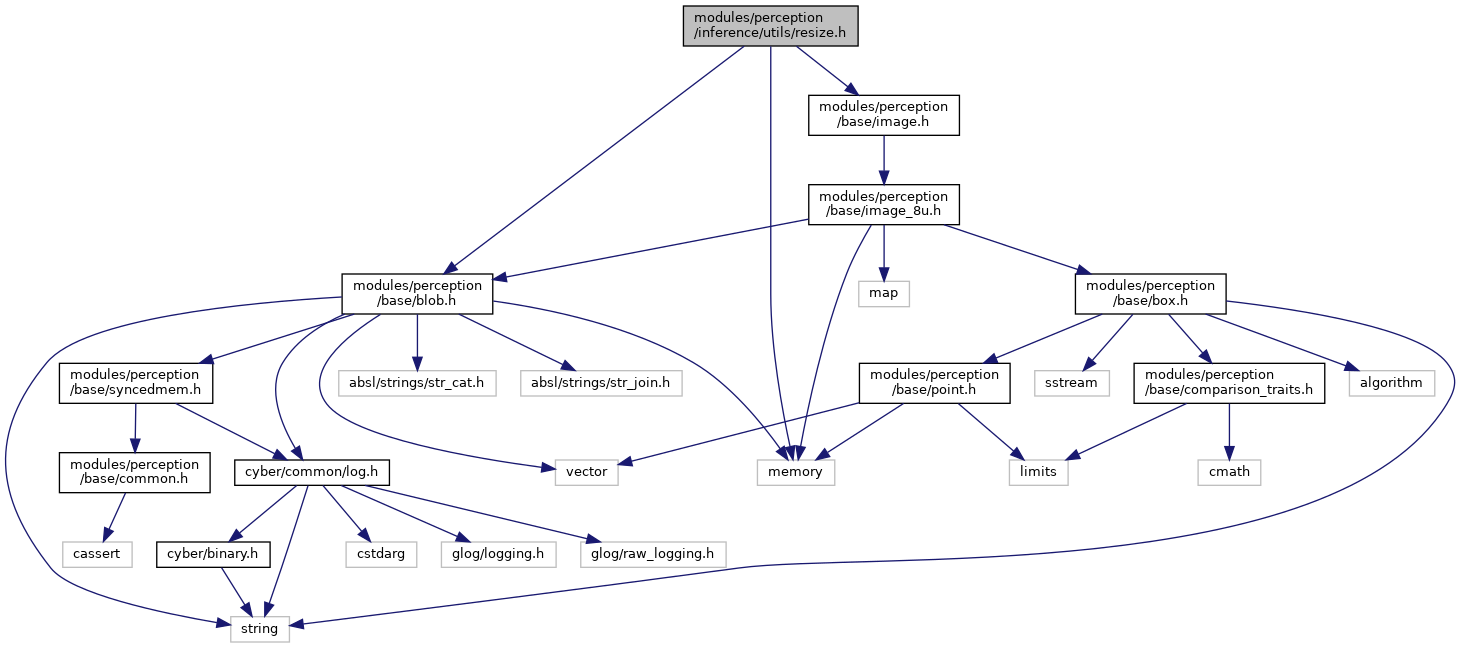 modules/perception
/inference/utils/resize.h
modules/perception
/base/image.h
modules/perception
/base/image_8u.h
modules/perception
/base/blob.h
map
modules/perception
/base/box.h
modules/perception
/base/syncedmem.h
absl/strings/str_cat.h
absl/strings/str_join.h
modules/perception
/base/point.h
sstream
modules/perception
/base/comparison_traits.h
algorithm
modules/perception
/base/common.h
cyber/common/log.h
vector
memory
limits
cmath
cassert
cyber/binary.h
cstdarg
glog/logging.h
glog/raw_logging.h
string